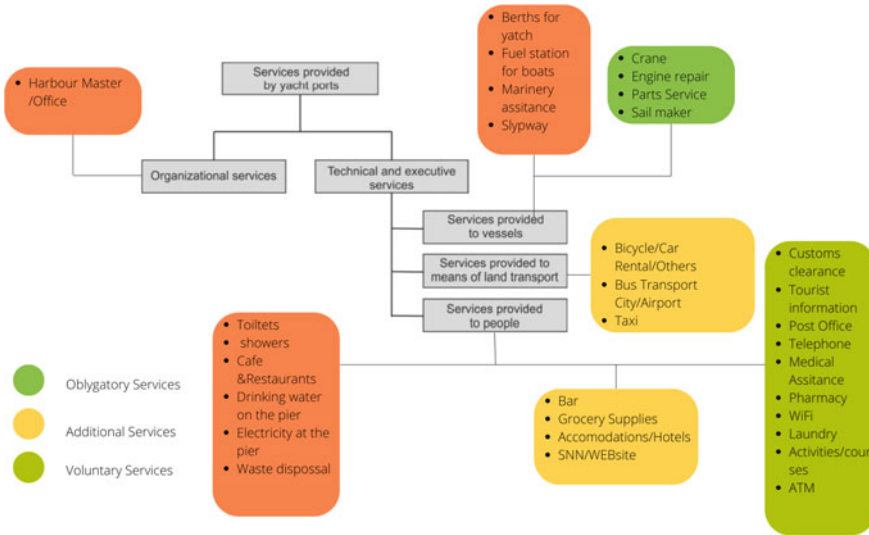 • Berths for
yatch
• Fuel station
for boats
• Marinery
assitance
• Slypway
• Crane
• Engine repair
• Parts Service
• Sail maker
• Harbour Master
/Office
Services provided
by yacht ports
Organizational services
Technical and executive
services
Services provided
to vessels
Services provided to
means of land transport
Services provided
to people
• Bicycle/Car
Rental/Others
• Bus Transport
City/Airport
• Taxi
• Customs
clearance
• Tourist
information
• Post Office
• Telephone
• Medical
Assitance
• Pharmacy
• WiFi
• Laundry
• Activities/cour
ses
• ATM
• Toiltets
• showers
• Cafe
&Restaurants
• Drinking water
on the pier
• Electricity at the
pier
• Waste dispossal
• Bar
• Grocery Supplies
• Accomodations/Hotels
• SNN/WEBsite
Oblygatory Services
Additional Services
Voluntary Services